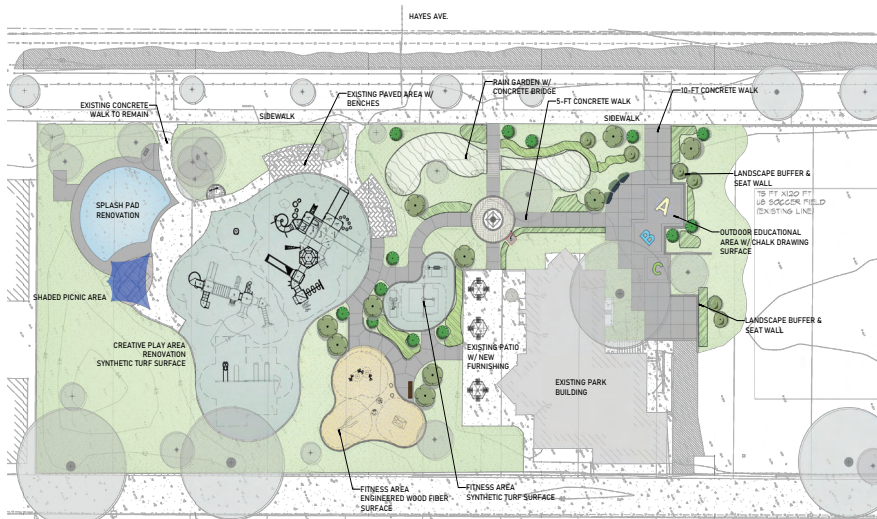 HAYES AVE.
EXISTING PAVED AREA W/
BENCHES
RAIN GARDEN W/
CONCRETE BRIDGE
10-FT CONCRETE WALK
EXISTING CONCRETE
WALK TO REMAIN
5-FT CONCRETE WALK
SIDEWALK
SIDEWALK
LANDSCAPE BUFFER &
SEAT WALL
75 FT X120 FT
U8 SOCCER FIELD
(EXISTING LINE)
SPLASH PAD
RENOVATION
A
B
C
OUTDOOR EDUCATIONAL
AREA W/ CHALK DRAWING
SURFACE
SHADED PICNIC AREA
LANDSCAPE BUFFER &
SEAT WALL
CREATIVE PLAY AREA
RENOVATION
SYNTHETIC TURF SURFACE
EXISTING PATIO
W/ NEW
FURNISHING
EXISTING PARK
BUILDING
FITNESS AREA
ENGINEERED WOOD FIBER
SURFACE
FITNESS AREA
SYNTHETIC TURF SURFACE